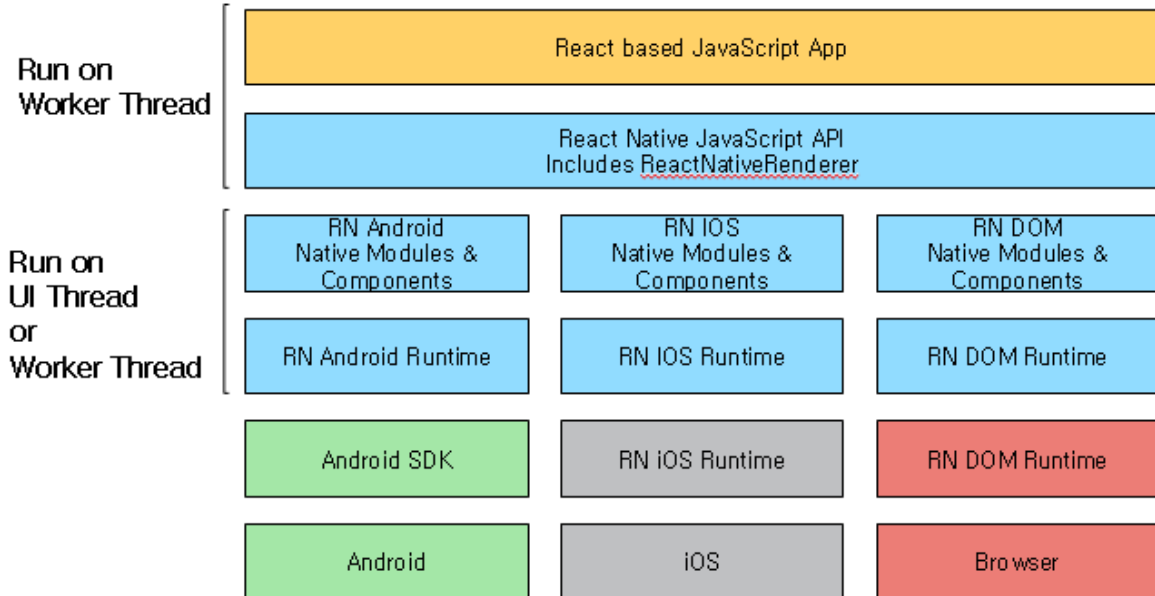 Run on
Worker Thread
React based JavaScript App
React Native JavaScript API
Includes ReactNativeRenderer
Run on
UI Thread
or
Worker Thread
RN Android
Native Modules &
Components
RN IOS
Native Modules &
Components
RN DOM
Native Modules &
Components
RN Android Runtime
RN IOS Runtime
RN DOM Runtime
Android SDK
RN iOS Runtime
RN DOM Runtime
Android
iOS
Browser